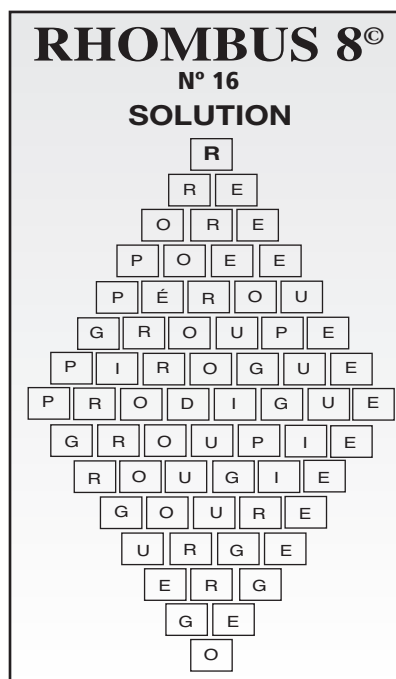 RHOMBUS 8©
Nº 16
SOLUTION
R
R E
O R E
P O E E
P É R O U
G R O U P E
P I R O G U E
P R O D I G U E
G R O U P I E
R O U G I E
G O U R E
U R G E
E R G
G E
O